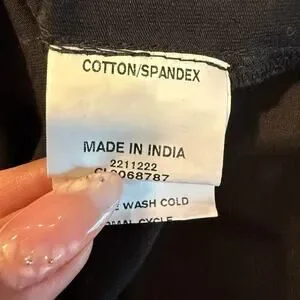 COTTON/SPANDEX
MADE IN INDIA
2211222
WASH COLD
CYCLE